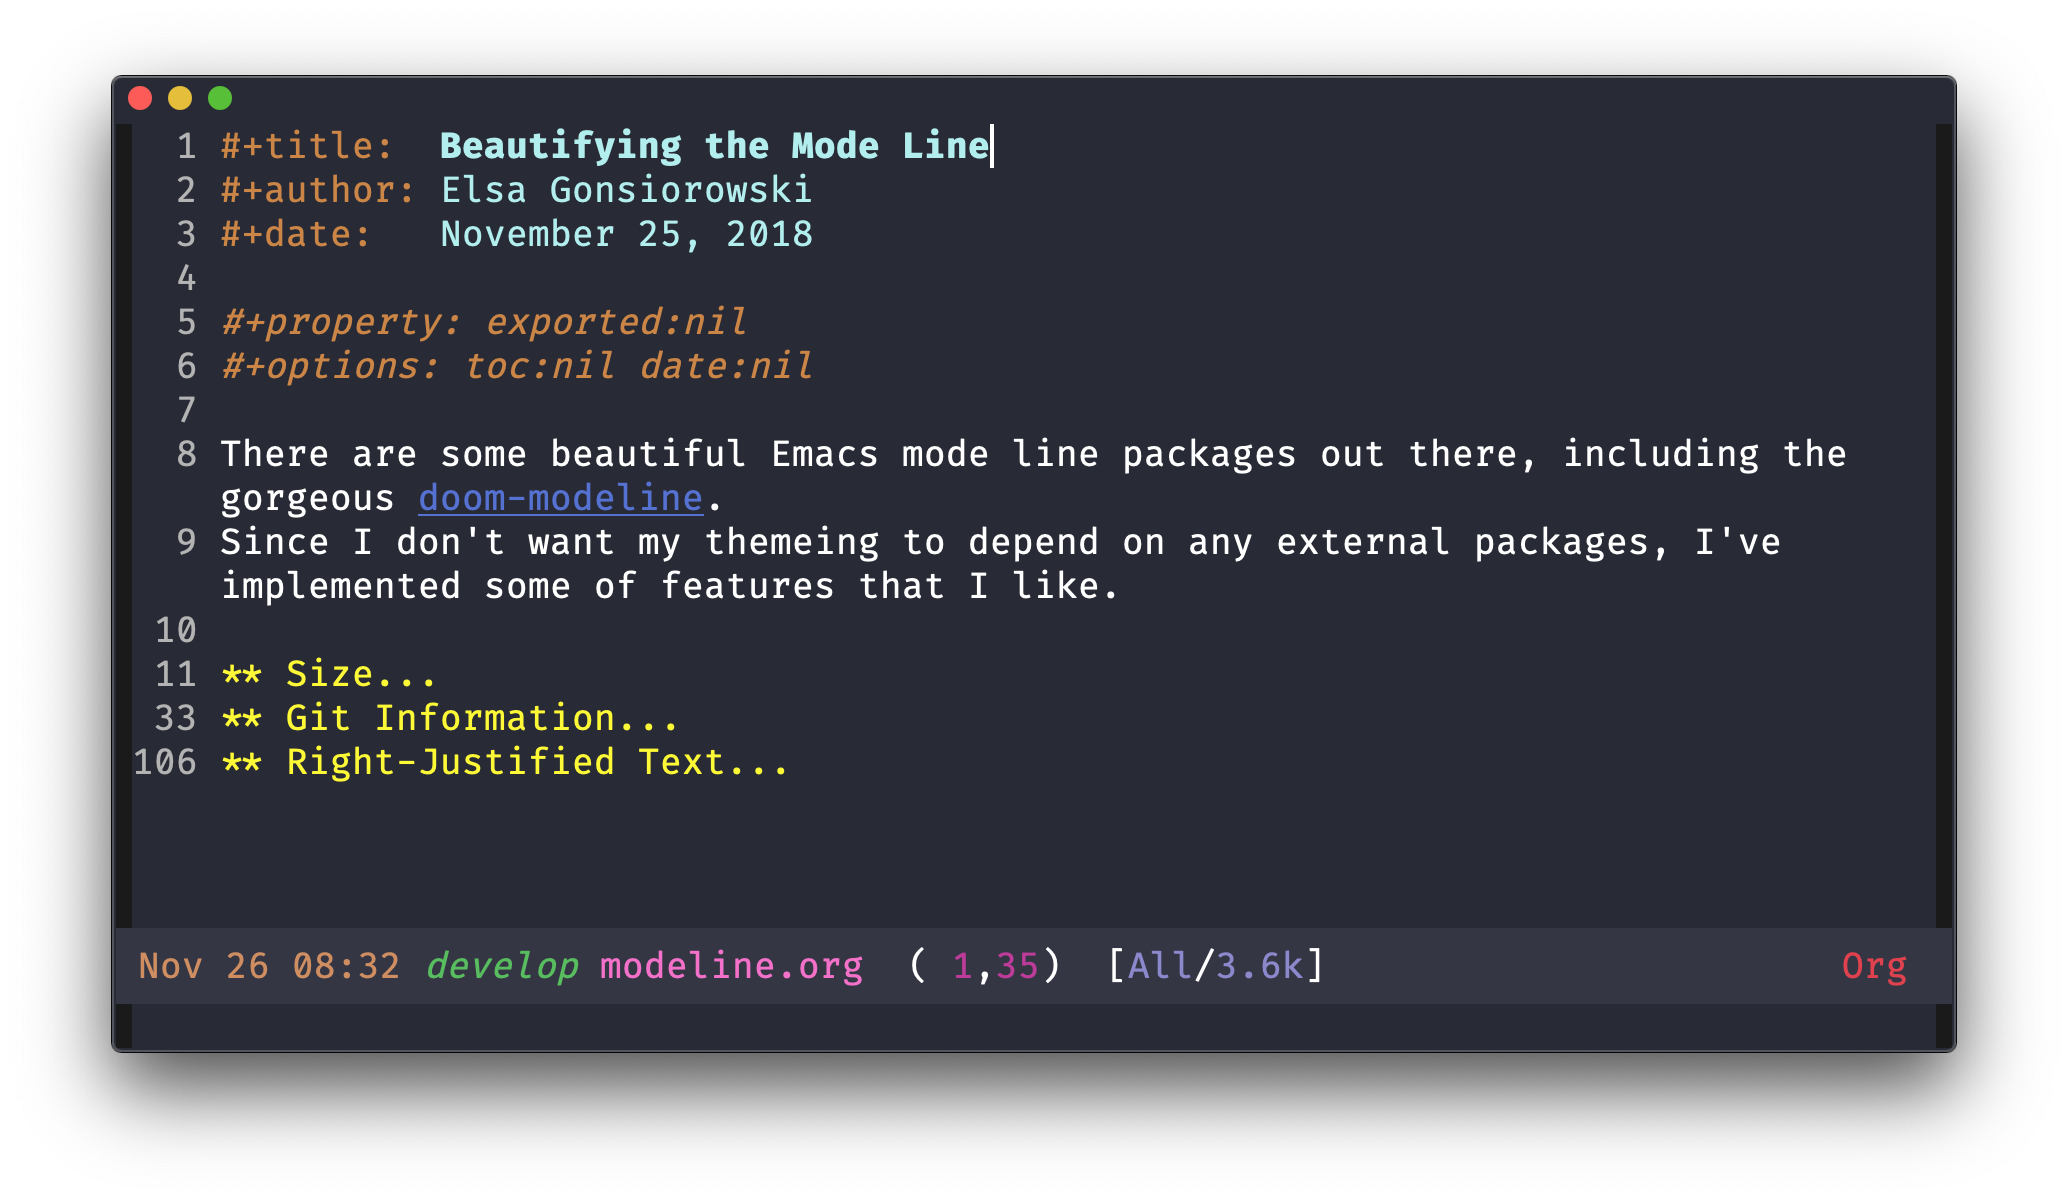 1 #+title:  Beautifying the Mode Line
2 #+author: Elsa Gonsiorowski
3 #+date:   November 25, 2018
4
5 #+property: exported:nil
6 #+options: toc:nil date:nil
7
8 There are some beautiful Emacs mode line packages out there, including the
gorgeous doom-modeline.
9 Since I don't want my themeing to depend on any external packages, I've
implemented some of features that I like.
10
11 ** Size...
33 ** Git Information...
106 ** Right-Justified Text...
Nov 26 08:32 develop modeline.org  ( 1,35)  [All/3.6k] Org